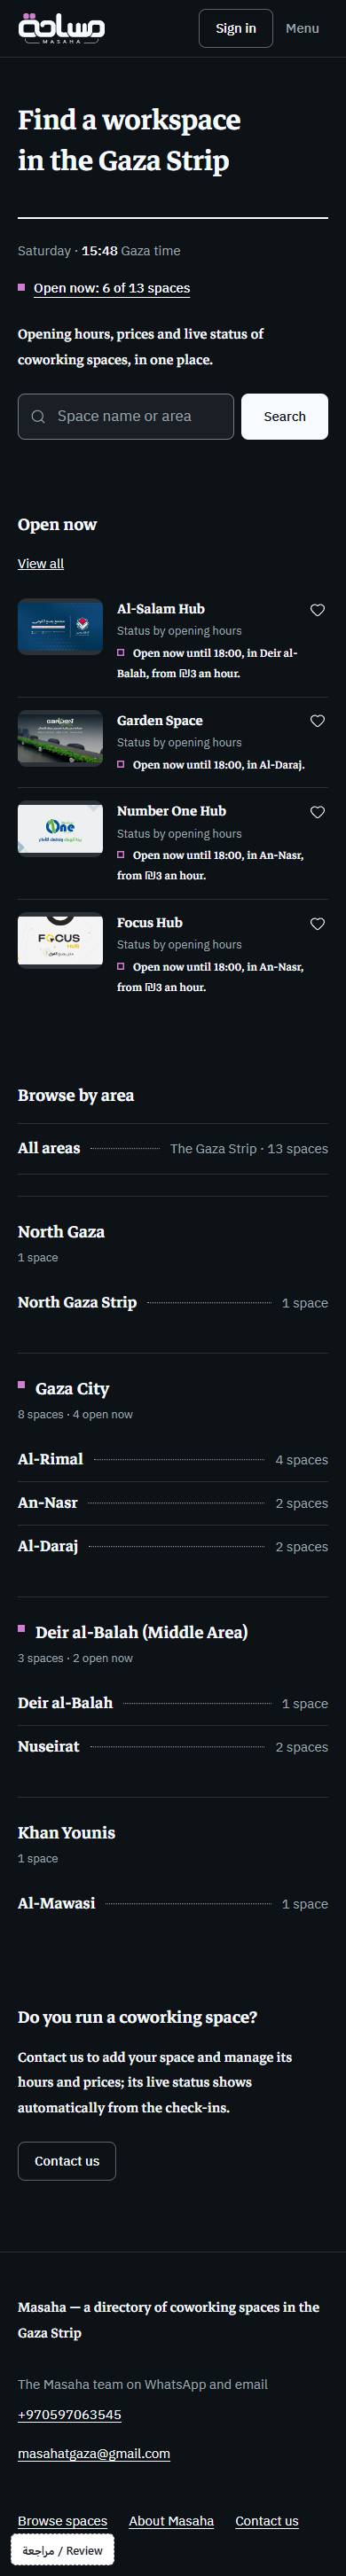 مساحة
MASAHA
Sign in
Menu
Find a workspace
in the Gaza Strip
Saturday · 15:48 Gaza time
Open now: 6 of 13 spaces
Opening hours, prices and live status of
coworking spaces, in one place.
Space name or area
Search
Open now
View all
Al-Salam Hub
Status by opening hours
Open now until 18:00, in Deir al-
Balah, from ₪3 an hour.
Garden Space
Status by opening hours
Open now until 18:00, in Al-Daraj.
One
Number One Hub
Status by opening hours
Open now until 18:00, in An-Nasr,
from ₪3 an hour.
FOCUS
Hub
Focus Hub
Status by opening hours
Open now until 18:00, in An-Nasr,
from ₪3 an hour.
Browse by area
All areas
The Gaza Strip · 13 spaces
North Gaza
1 space
North Gaza Strip
1 space
Gaza City
8 spaces · 4 open now
Al-Rimal
4 spaces
An-Nasr
2 spaces
Al-Daraj
2 spaces
Deir al-Balah (Middle Area)
3 spaces · 2 open now
Deir al-Balah
1 space
Nuseirat
2 spaces
Khan Younis
1 space
Al-Mawasi
1 space
Do you run a coworking space?
Contact us to add your space and manage its
hours and prices; its live status shows
automatically from the check-ins.
Contact us
Masaha — a directory of coworking spaces in the
Gaza Strip
The Masaha team on WhatsApp and email
+970597063545
masahatgaza@gmail.com
Browse spaces
About Masaha
Contact us
مراجعة / Review